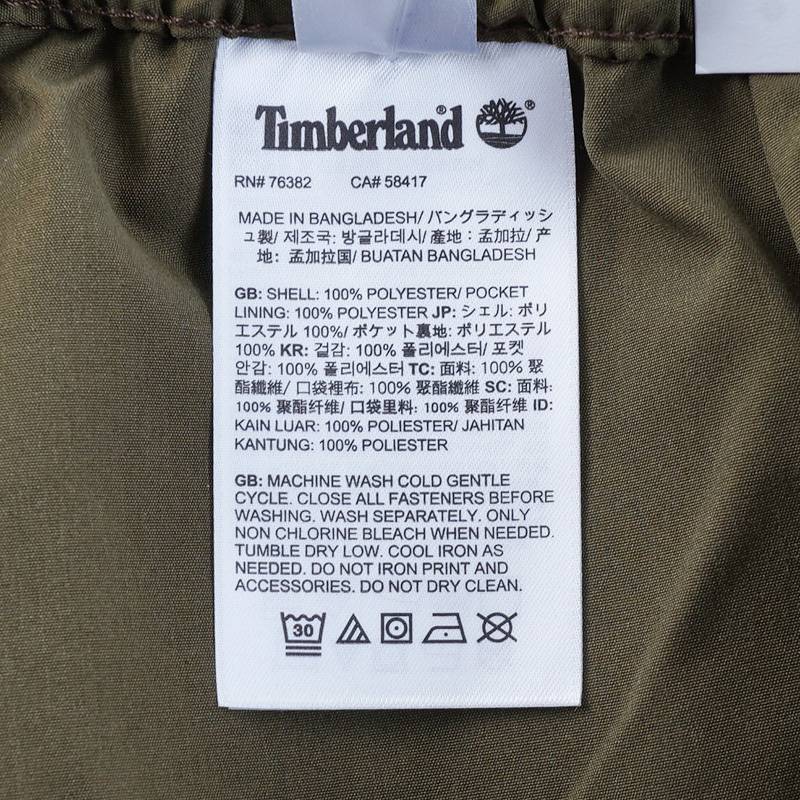 Timberland® ®
RN# 76382 CA# 58417
MADE IN BANGLADESH/ バングラディッシ
ュ製/ 제조국: 방글라데시/ 產地：孟加拉/ 产
地：孟加拉国/ BUATAN BANGLADESH
GB: SHELL: 100% POLYESTER/ POCKET
LINING: 100% POLYESTER JP: シェル: ポリ
エステル 100%/ ポケット裏地: ポリエステル
100% KR: 겉감: 100% 폴리에스터/ 포켓
안감: 100% 폴리에스터 TC: 面料: 100% 聚
酯纖維/ 口袋裡布: 100% 聚酯纖維 SC: 面料:
100% 聚酯纤维/ 口袋里料: 100% 聚酯纤维 ID:
KAIN LUAR: 100% POLIESTER/ JAHITAN
KANTUNG: 100% POLIESTER
GB: MACHINE WASH COLD GENTLE
CYCLE. CLOSE ALL FASTENERS BEFORE
WASHING. WASH SEPARATELY. ONLY
NON CHLORINE BLEACH WHEN NEEDED.
TUMBLE DRY LOW. COOL IRON AS
NEEDED. DO NOT IRON PRINT AND
ACCESSORIES. DO NOT DRY CLEAN.
30